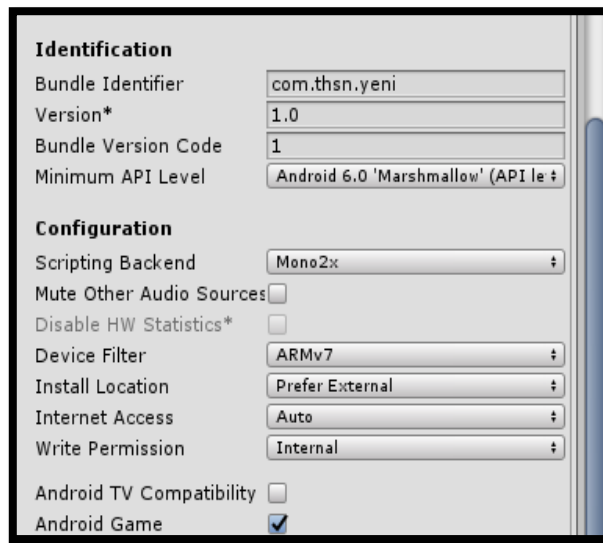 Identification
Bundle Identifier com.thsn.yeni
Version* 1.0
Bundle Version Code 1
Minimum API Level Android 6.0 'Marshmallow' (API le
Configuration
Scripting Backend Mono2x
Mute Other Audio Sources
Disable HW Statistics*
Device Filter ARMv7
Install Location Prefer External
Internet Access Auto
Write Permission Internal
Android TV Compatibility
Android Game